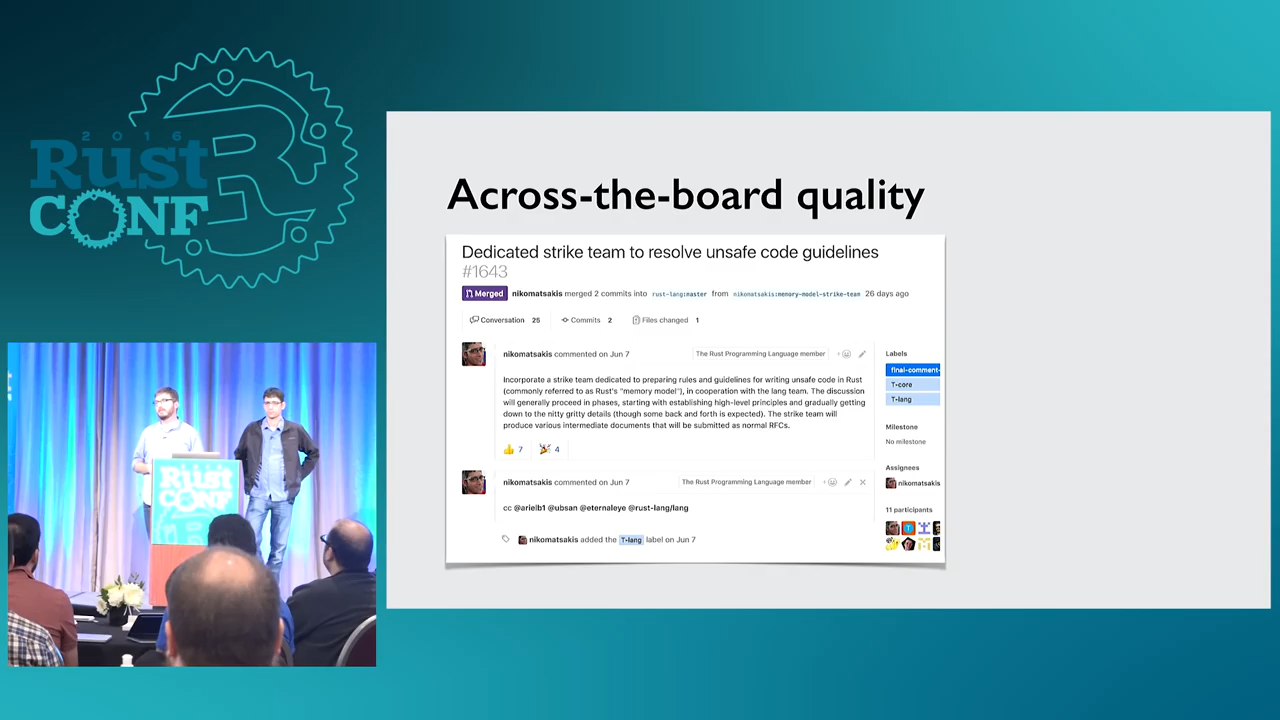 2016
Rust
CONF
Across-the-board quality
Dedicated strike team to resolve unsafe code guidelines
#1643
Merged nikomatsakis merged 2 commits into rust-lang:master from nikomatsakis:memory-model-strike-team 26 days ago
Conversation 25 Commits 2 Files changed 1
nikomatsakis commented on Jun 7 The Rust Programming Language member
Incorporate a strike team dedicated to preparing rules and guidelines for writing unsafe code in Rust
(commonly referred to as Rust's "memory model"), in cooperation with the lang team. The discussion
will generally proceed in phases, starting with establishing high-level principles and gradually getting
down to the nitty gritty details (though some back and forth is expected). The strike team will
produce various intermediate documents that will be submitted as normal RFCs.
7 4
nikomatsakis commented on Jun 7 The Rust Programming Language member
cc @arielb1 @ubsan @eternaleye @rust-lang/lang
nikomatsakis added the T-lang label on Jun 7
Labels
final-comment-
T-core
T-lang
Milestone
No milestone
Assignees
nikomatsakis
11 participants
RUST
CONF